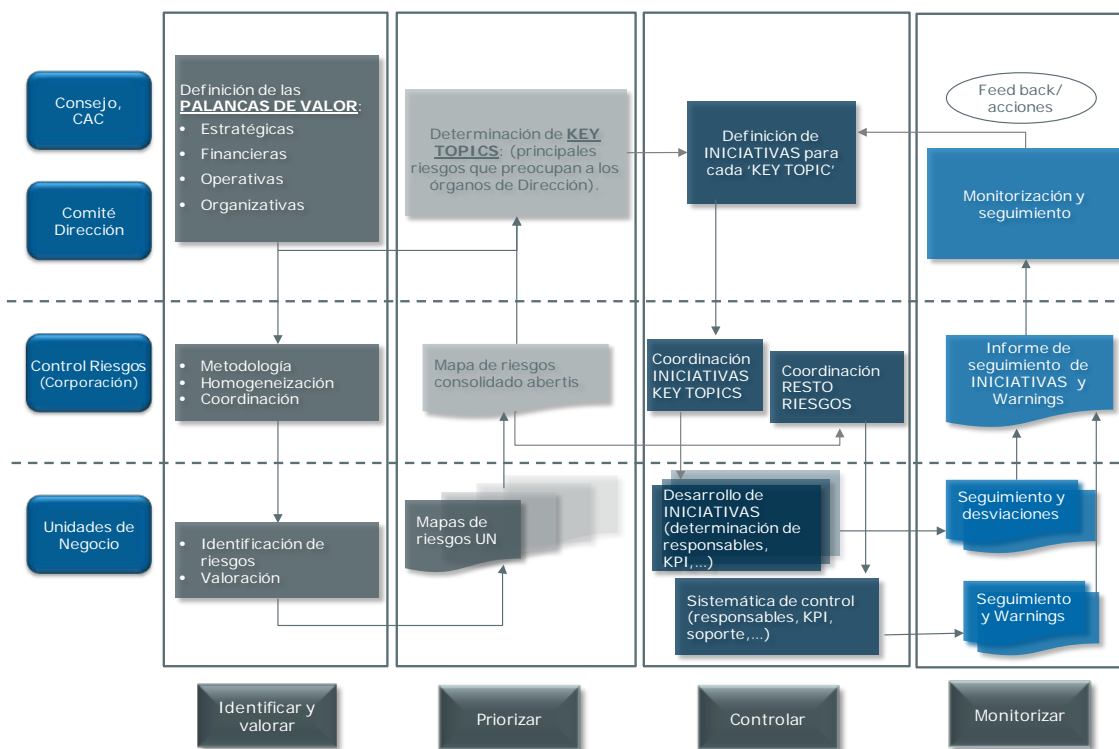 Consejo,
CAC
Comité
Dirección
Control Riesgos
(Corporación)
Unidades de
Negocio
Definición de las
PALANCAS DE VALOR:
• Estratégicas
• Financieras
• Operativas
• Organizativas
• Metodología
• Homogeneización
• Coordinación
• Identificación de
riesgos
• Valoración
Identificar y
valorar
Determinación de KEY
TOPICS: (principales
riesgos que preocupan a los
órganos de Dirección).
Mapa de riesgos
consolidado abertis
Mapas de
riesgos UN
Priorizar
Definición de
INICIATIVAS para
cada ‘KEY TOPIC’
Coordinación
INICIATIVAS
KEY TOPICS
Coordinación
RESTO
RIESGOS
Desarrollo de
INICIATIVAS
(determinación de
responsables,
KPI,...)
Sistemática de control
(responsables, KPI,
soporte,...)
Controlar
Feed back/
acciones
Monitorización y
seguimiento
Informe de
seguimiento de
INICIATIVAS y
Warnings
Seguimiento y
desviaciones
Seguimiento
y Warnings
Monitorizar